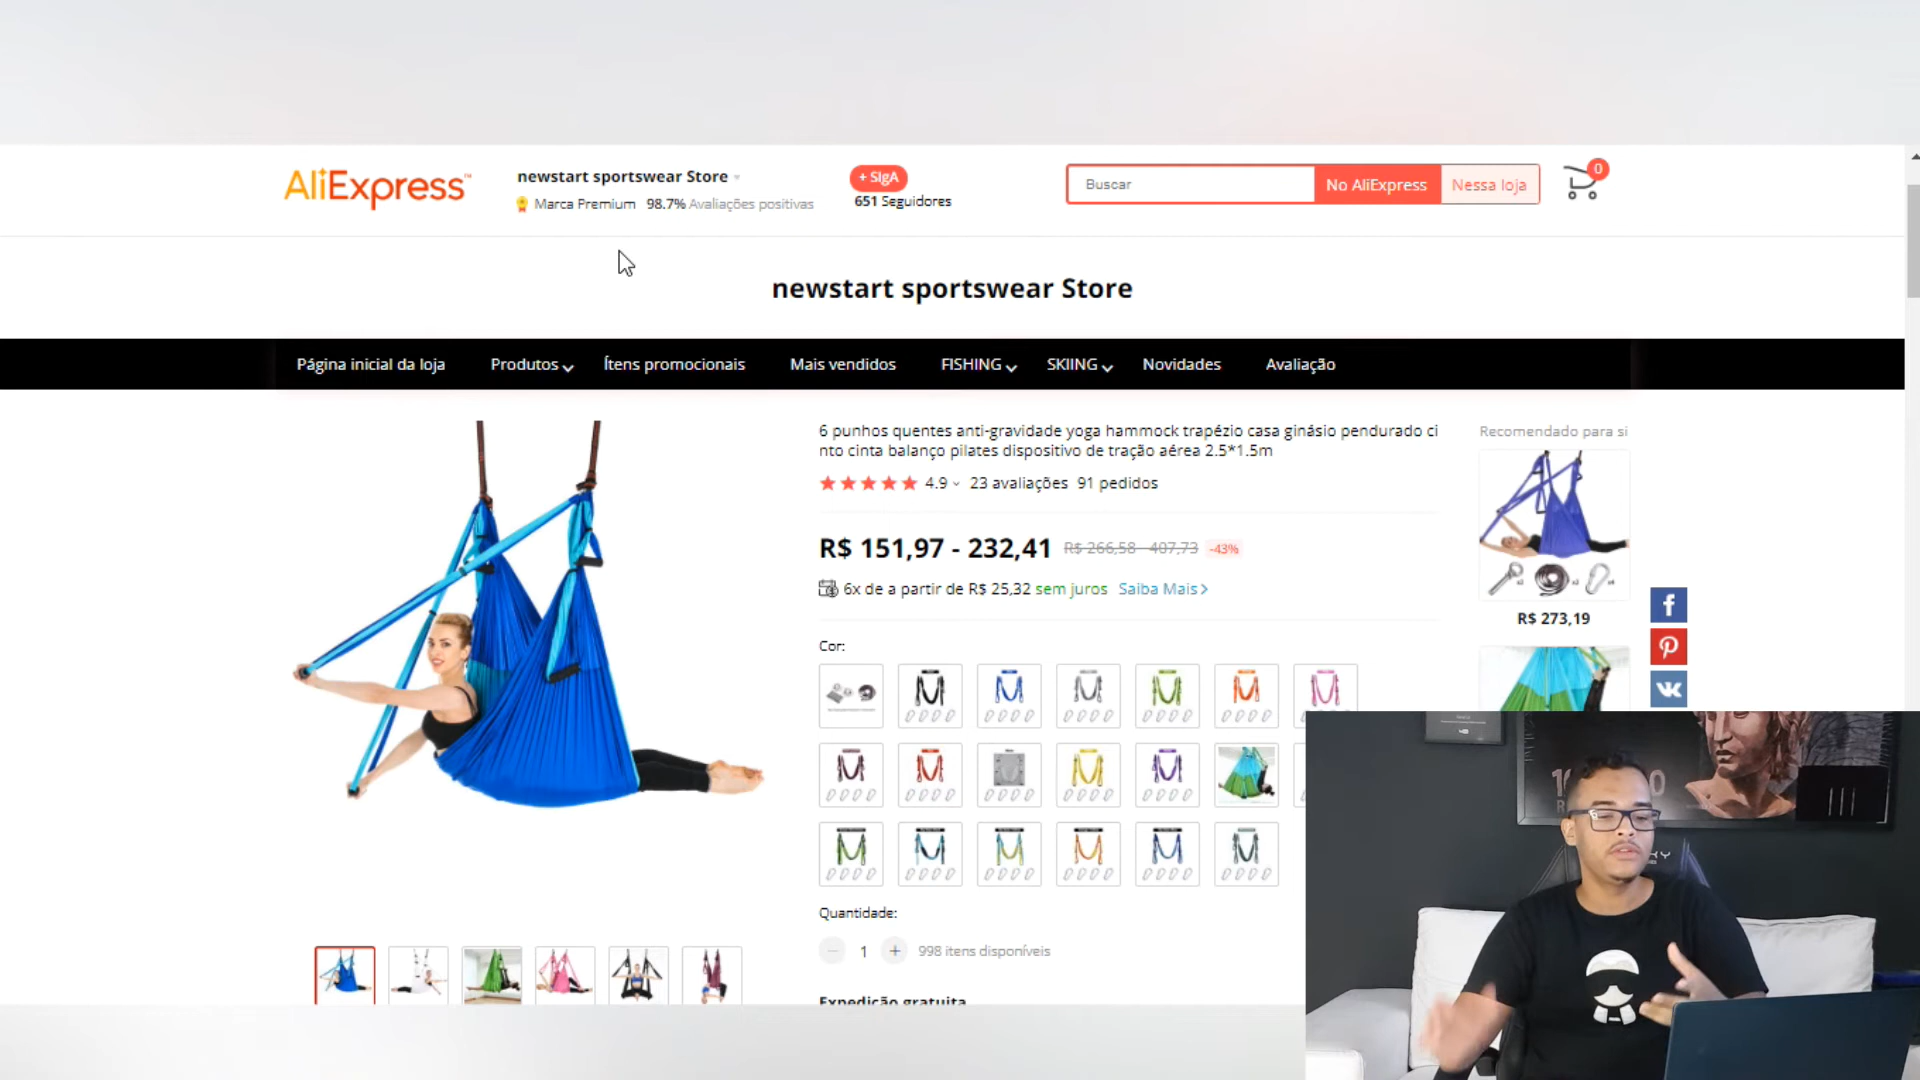 AliExpress™
newstart sportswear Store
Marca Premium 98.7% Avaliações positivas
+ SIgA
651 Seguidores
Buscar
No AliExpress
Nessa loja
0
newstart sportswear Store
Página inicial da loja Produtos Ítens promocionais Mais vendidos FISHING SKIING Novidades Avaliação
6 punhos quentes anti-gravidade yoga hammock trapézio casa ginásio pendurado ci
nto cinta balanço pilates dispositivo de tração aérea 2.5*1.5m
4.9 23 avaliações 91 pedidos
R$ 151,97 - 232,41 R$ 266,58 - 407,73 -43%
6x de a partir de R$ 25,32 sem juros Saiba Mais
Cor:
Quantidade:
1 998 itens disponíveis
Expedição gratuita
Recomendado para si
R$ 273,19